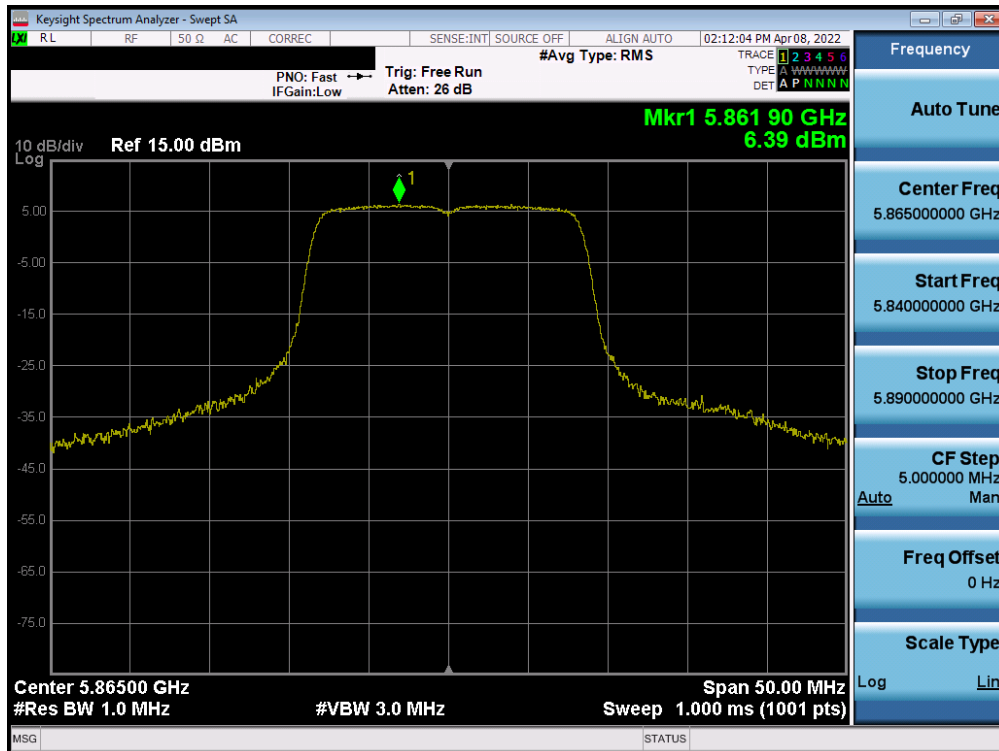 Keysight Spectrum Analyzer - Swept SA
LXI RL RF 50 Ω AC CORREC SENSE:INT SOURCE OFF ALIGN AUTO 02:12:04 PM Apr 08, 2022
#Avg Type: RMS
TRACE 1 2 3 4 5 6
PNO: Fast Trig: Free Run
TYPE A WWWWW
IFGain:Low Atten: 26 dB
DET A P N N N N
Mkr1 5.861 90 GHz
6.39 dBm
10 dB/div Ref 15.00 dBm
Log
1
5.00
-5.00
-15.0
-25.0
-35.0
-45.0
-55.0
-65.0
-75.0
Center 5.86500 GHz Span 50.00 MHz
#Res BW 1.0 MHz #VBW 3.0 MHz Sweep 1.000 ms (1001 pts)
MSG STATUS
Frequency
Auto Tune
Center Freq
5.865000000 GHz
Start Freq
5.840000000 GHz
Stop Freq
5.890000000 GHz
CF Step
5.000000 MHz
Auto Man
Freq Offset
0 Hz
Scale Type
Log Lin